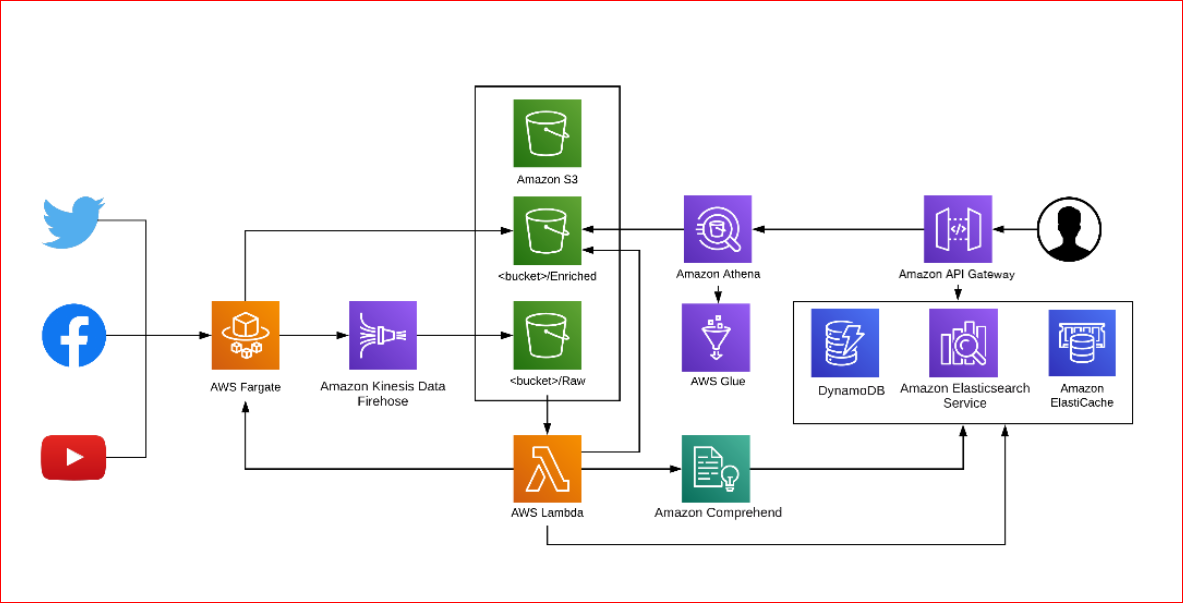 Amazon S3
<bucket>/Enriched
Amazon Athena
Amazon API Gateway
AWS Fargate
Amazon Kinesis Data
Firehose
<bucket>/Raw
AWS Glue
DynamoDB
Amazon Elasticsearch
Service
Amazon
ElastiCache
AWS Lambda
Amazon Comprehend